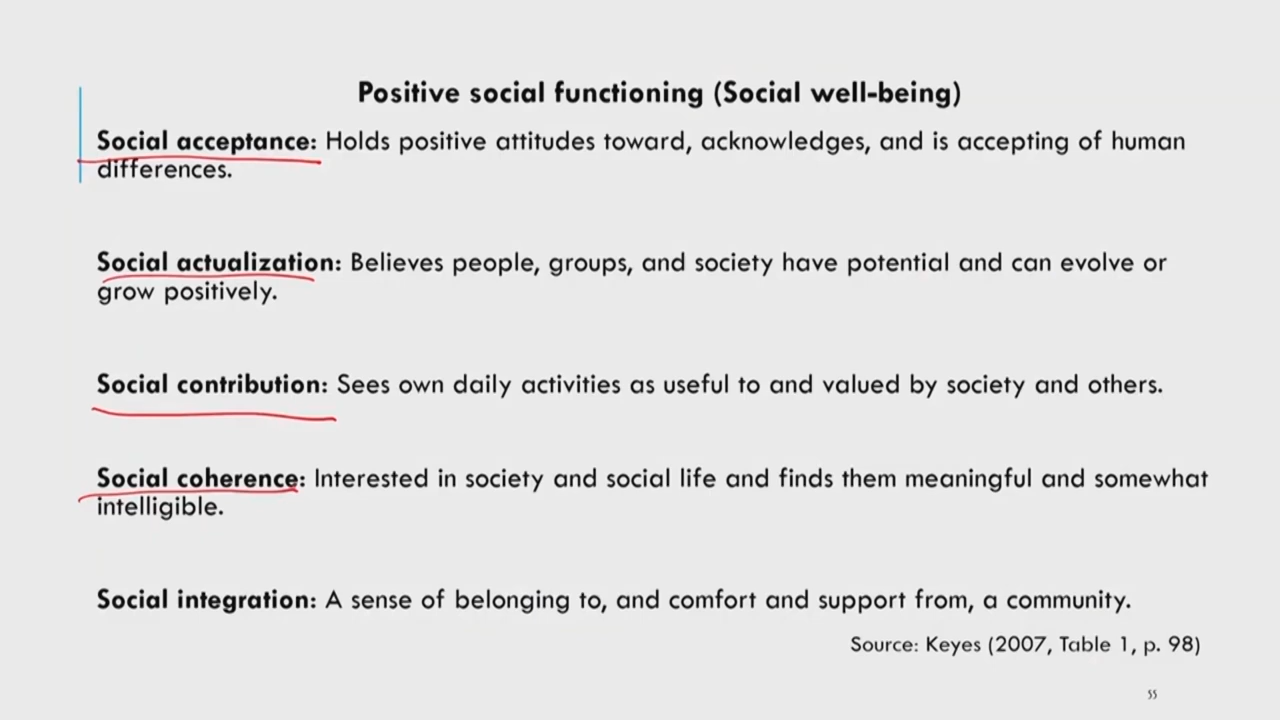 Positive social functioning (Social well-being)
Social acceptance: Holds positive attitudes toward, acknowledges, and is accepting of human
differences.
Social actualization: Believes people, groups, and society have potential and can evolve or
grow positively.
Social contribution: Sees own daily activities as useful to and valued by society and others.
Social coherence: Interested in society and social life and finds them meaningful and somewhat
intelligible.
Social integration: A sense of belonging to, and comfort and support from, a community.
Source: Keyes (2007, Table 1, p. 98)
55